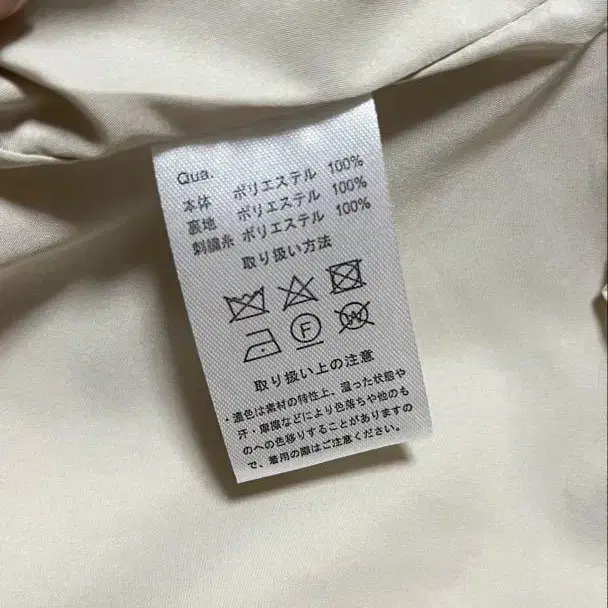 Qua.
本体 ポリエステル 100%
裏地 ポリエステル 100%
刺繍糸 ポリエステル 100%
取り扱い方法
F
W
取り扱い上の注意
・濃色は素材の特性上、湿った状態や
汗・摩擦などにより色落ちや他のも
のへの色移りすることがありますの
で、着用の際はご注意ください。